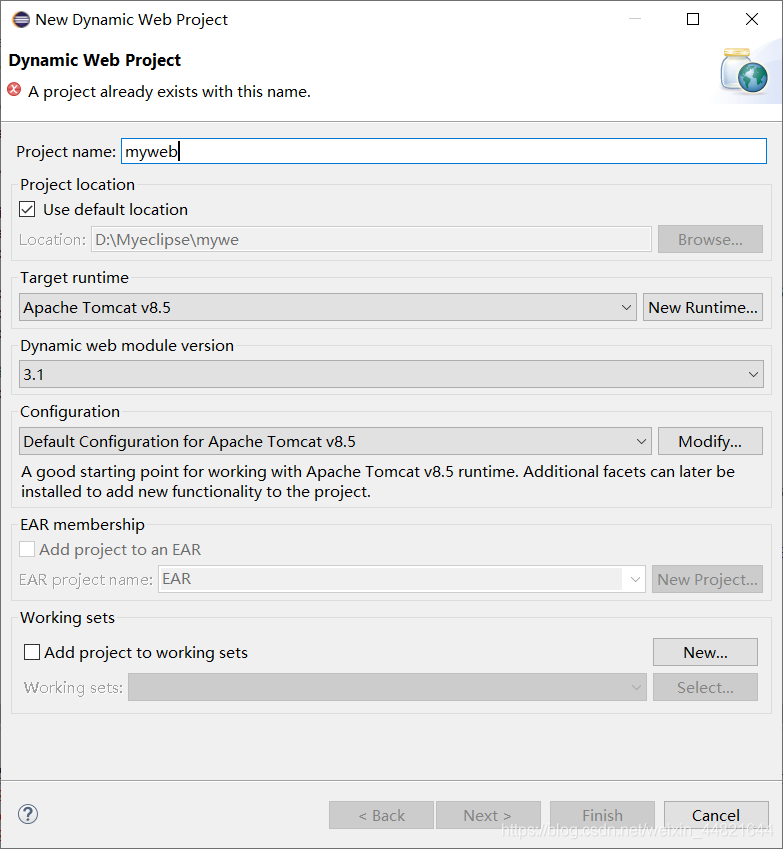 New Dynamic Web Project
Dynamic Web Project
A project already exists with this name.
Project name: myweb
Project location
Use default location
Location: D:\Myeclipse\mywe Browse...
Target runtime
Apache Tomcat v8.5 New Runtime...
Dynamic web module version
3.1
Configuration
Default Configuration for Apache Tomcat v8.5 Modify...
A good starting point for working with Apache Tomcat v8.5 runtime. Additional facets can later be
installed to add new functionality to the project.
EAR membership
Add project to an EAR
EAR project name: EAR New Project...
Working sets
Add project to working sets New...
Working sets: Select...
? < Back Next > Finish Cancel
https://blog.csdn.net/weixin_44821644